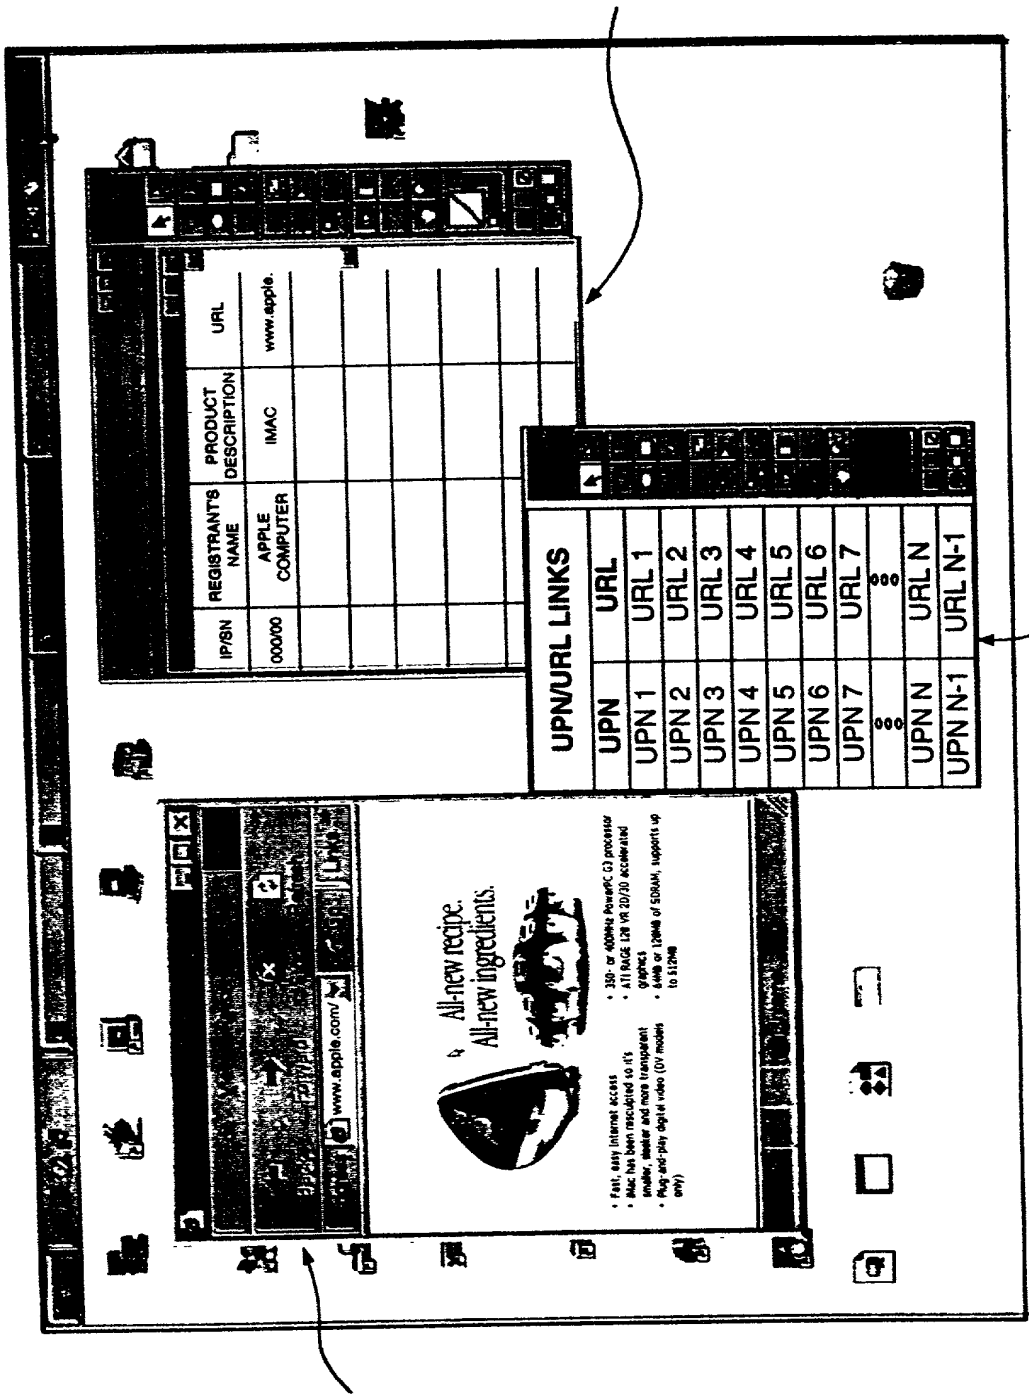 IP/SN REGISTRANT'S NAME PRODUCT DESCRIPTION URL
000/00 APPLE COMPUTER IMAC www.apple.
UPN/URL LINKS
UPN URL
UPN 1 URL 1
UPN 2 URL 2
UPN 3 URL 3
UPN 4 URL 4
UPN 5 URL 5
UPN 6 URL 6
UPN 7 URL 7
UPN N URL N
UPN N-1 URL N-1
Refresh
www.apple.com/
Links
All-new recipe.
All-new ingredients.
• Fast, easy Internet access
• iMac has been resculpted so it's
smaller, sleeker and more transparent
• Plug-and-play digital video (DV models
only)
• 350- or 400MHz PowerPC G3 processor
• ATI RAGE 128 VR 2D/3D accelerated
graphics
• 64MB or 128MB of SDRAM, supports up
to 512MB